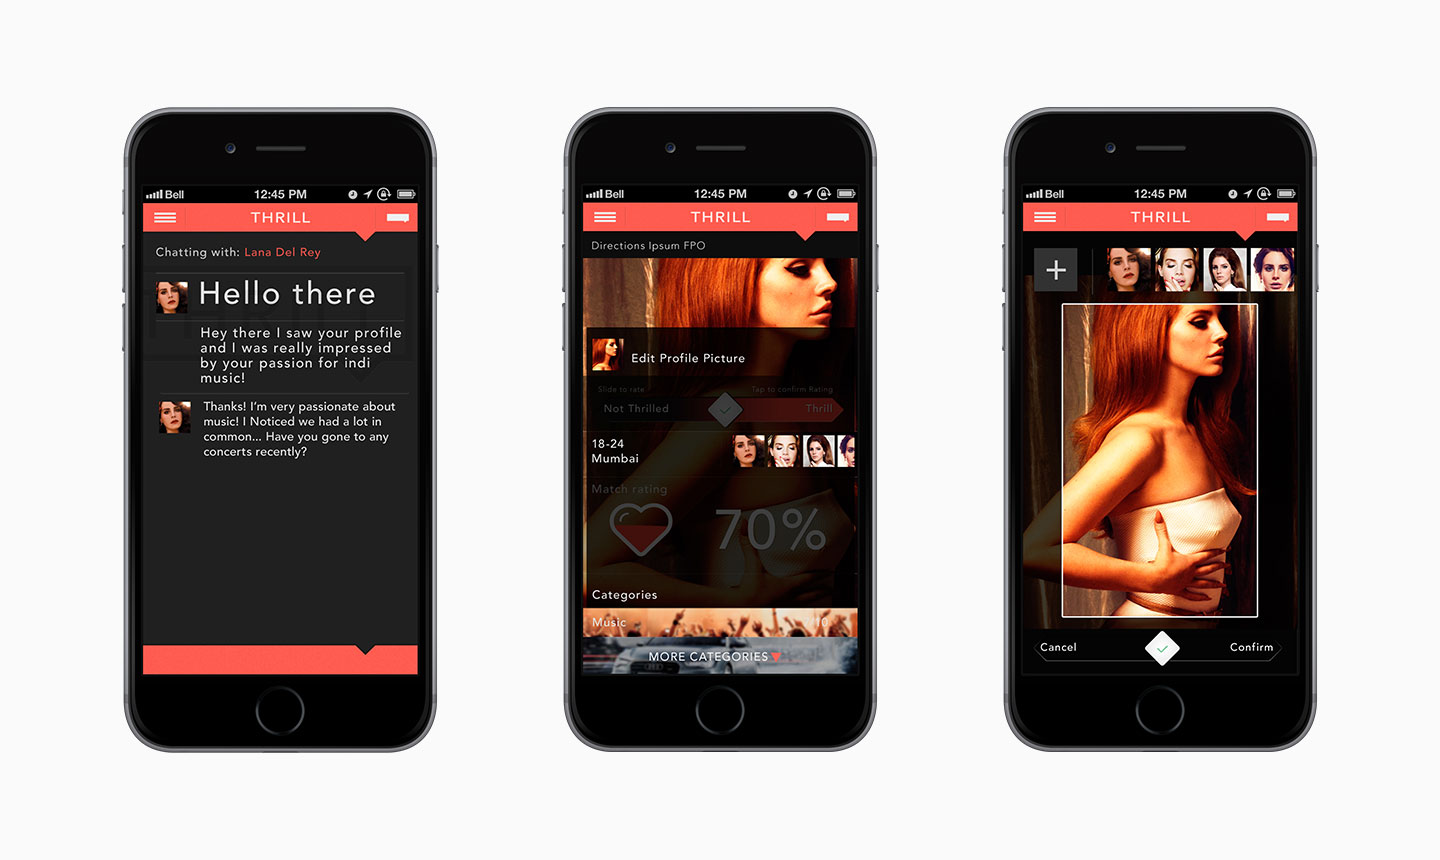 Bell 12:45 PM
THRILL
Chatting with: Lana Del Rey
Hello there
Hey there I saw your profile
and I was really impressed
by your passion for indi
music!
Thanks! I'm very passionate about
music! I Noticed we had a lot in
common... Have you gone to any
concerts recently?
Bell 12:45 PM
THRILL
Directions Ipsum FPO
Edit Profile Picture
Slide to rate Tap to confirm Rating
Not Thrilled Thrill
18-24
Mumbai
Match rating
70%
Categories
Music /10
MORE CATEGORIES
Bell 12:45 PM
THRILL
Cancel Confirm